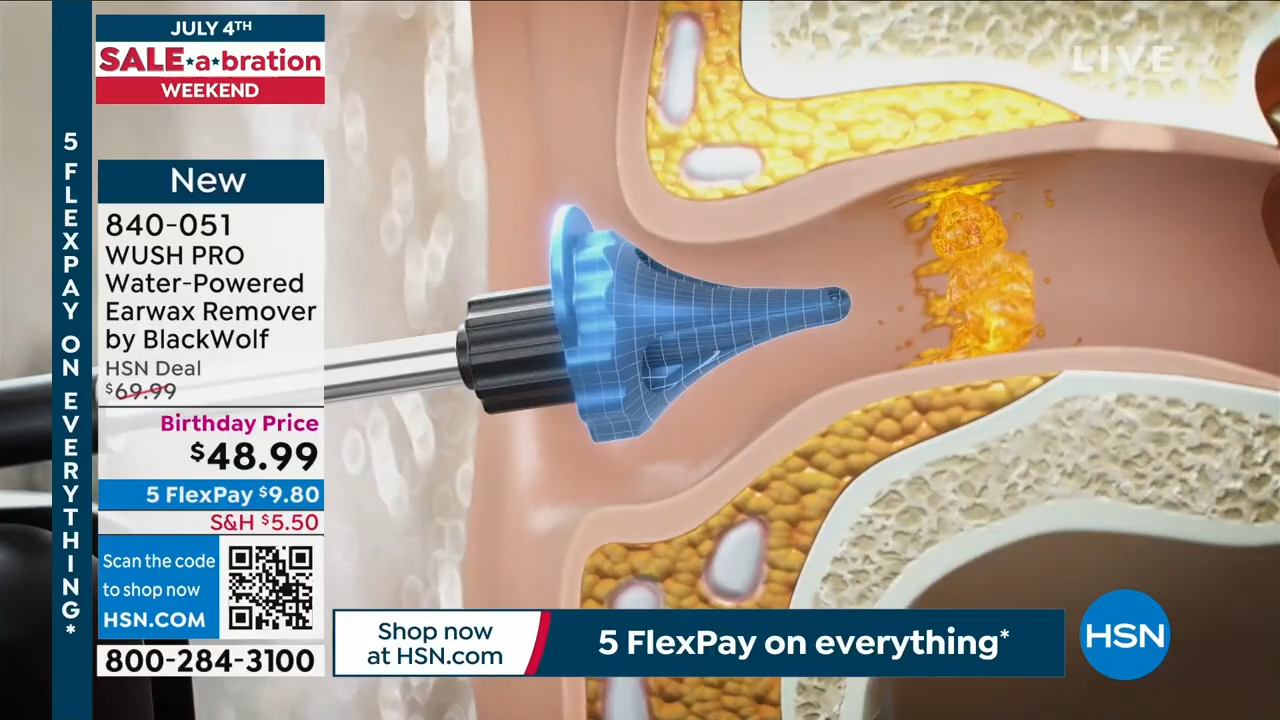 JULY 4TH
SALE★a★bration
WEEKEND
5 FLEXPAY ON EVERYTHING*
New
840-051
WUSH PRO
Water-Powered
Earwax Remover
by BlackWolf
HSN Deal
$69.99
Birthday Price
$48.99
5 FlexPay $9.80
S&H $5.50
Scan the code
to shop now
HSN.COM
800-284-3100
LIVE
Shop now
at HSN.com
5 FlexPay on everything*
HSN